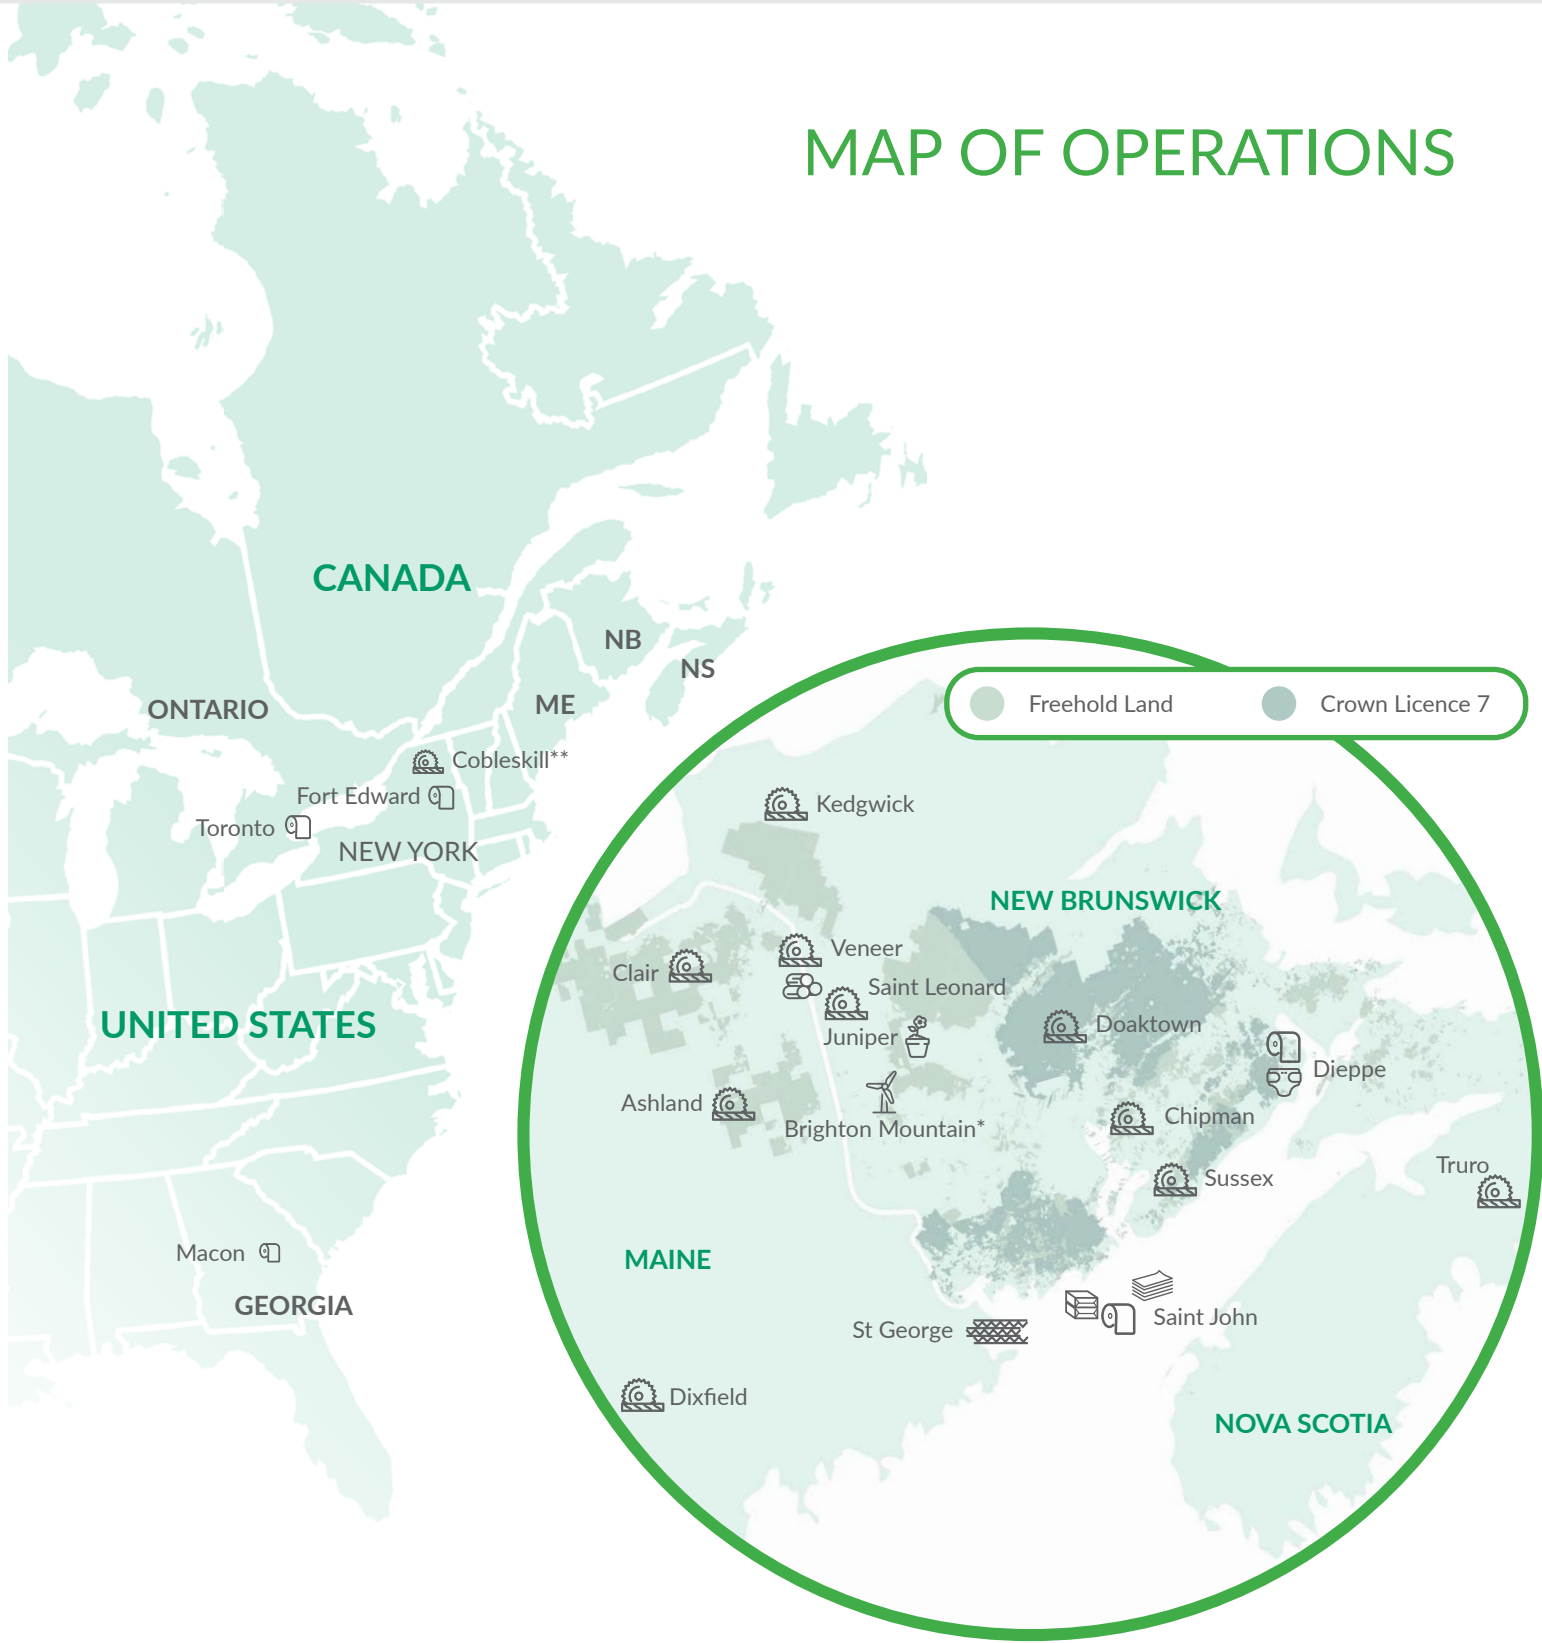 MAP OF OPERATIONS
CANADA
NB
NS
ME
ONTARIO
Cobleskill**
Fort Edward
Toronto
NEW YORK
UNITED STATES
Macon
GEORGIA
Freehold Land
Crown Licence 7
Kedgwick
NEW BRUNSWICK
Veneer
Clair
Saint Leonard
Juniper
Doaktown
Dieppe
Ashland
Brighton Mountain*
Chipman
Sussex
Truro
MAINE
Saint John
St George
Dixfield
NOVA SCOTIA